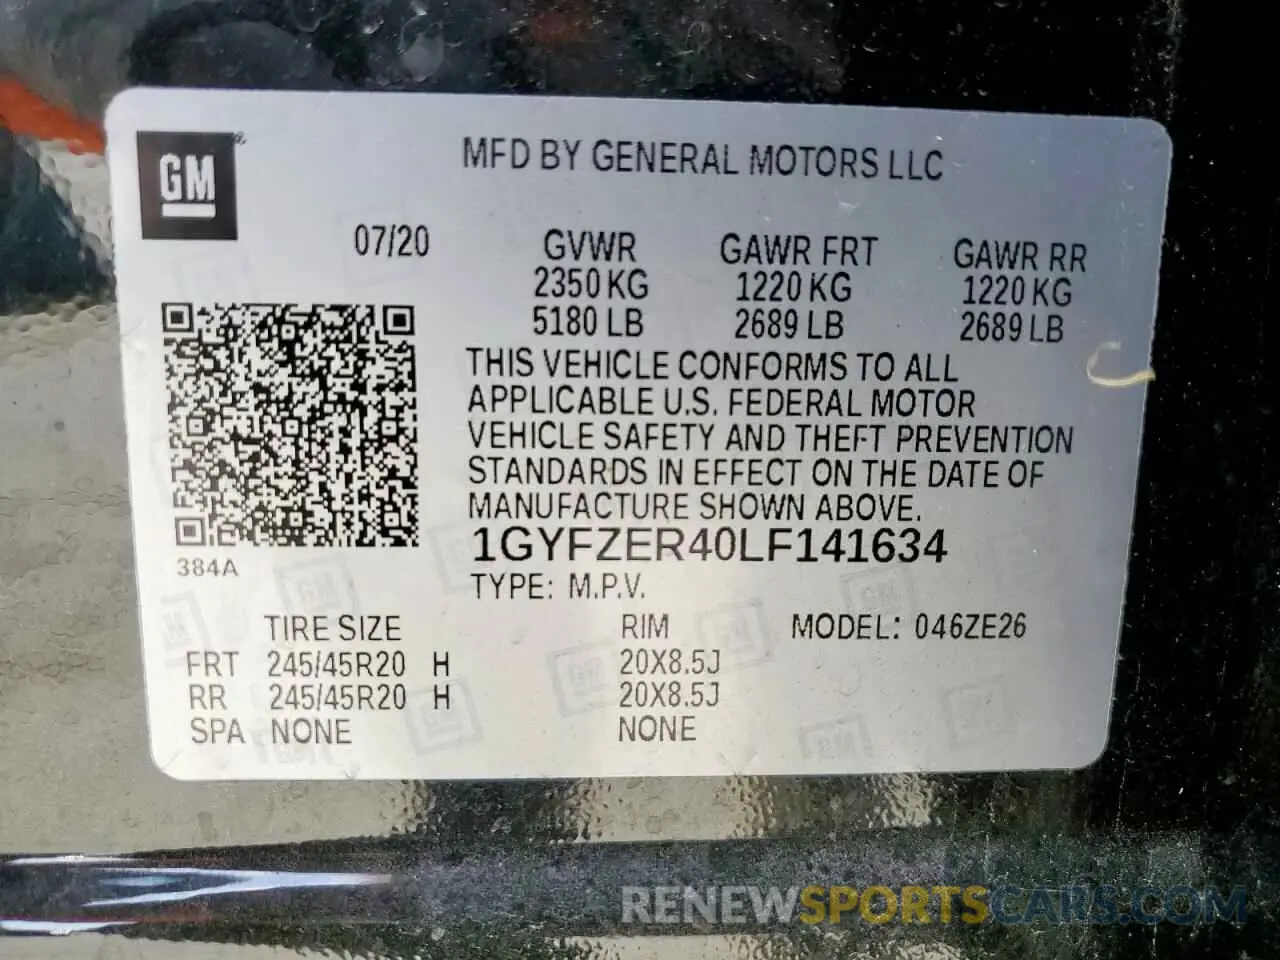 GM
MFD BY GENERAL MOTORS LLC
07/20
GVWR GAWR FRT GAWR RR
2350 KG 1220 KG 1220 KG
5180 LB 2689 LB 2689 LB
THIS VEHICLE CONFORMS TO ALL
APPLICABLE U.S. FEDERAL MOTOR
VEHICLE SAFETY AND THEFT PREVENTION
STANDARDS IN EFFECT ON THE DATE OF
MANUFACTURE SHOWN ABOVE.
384A
1GYFZER40LF141634
TYPE: M.P.V.
TIRE SIZE RIM MODEL: 046ZE26
FRT 245/45R20 H 20X8.5J
RR 245/45R20 H 20X8.5J
SPA NONE NONE
RENEWSPORTSCARS.COM